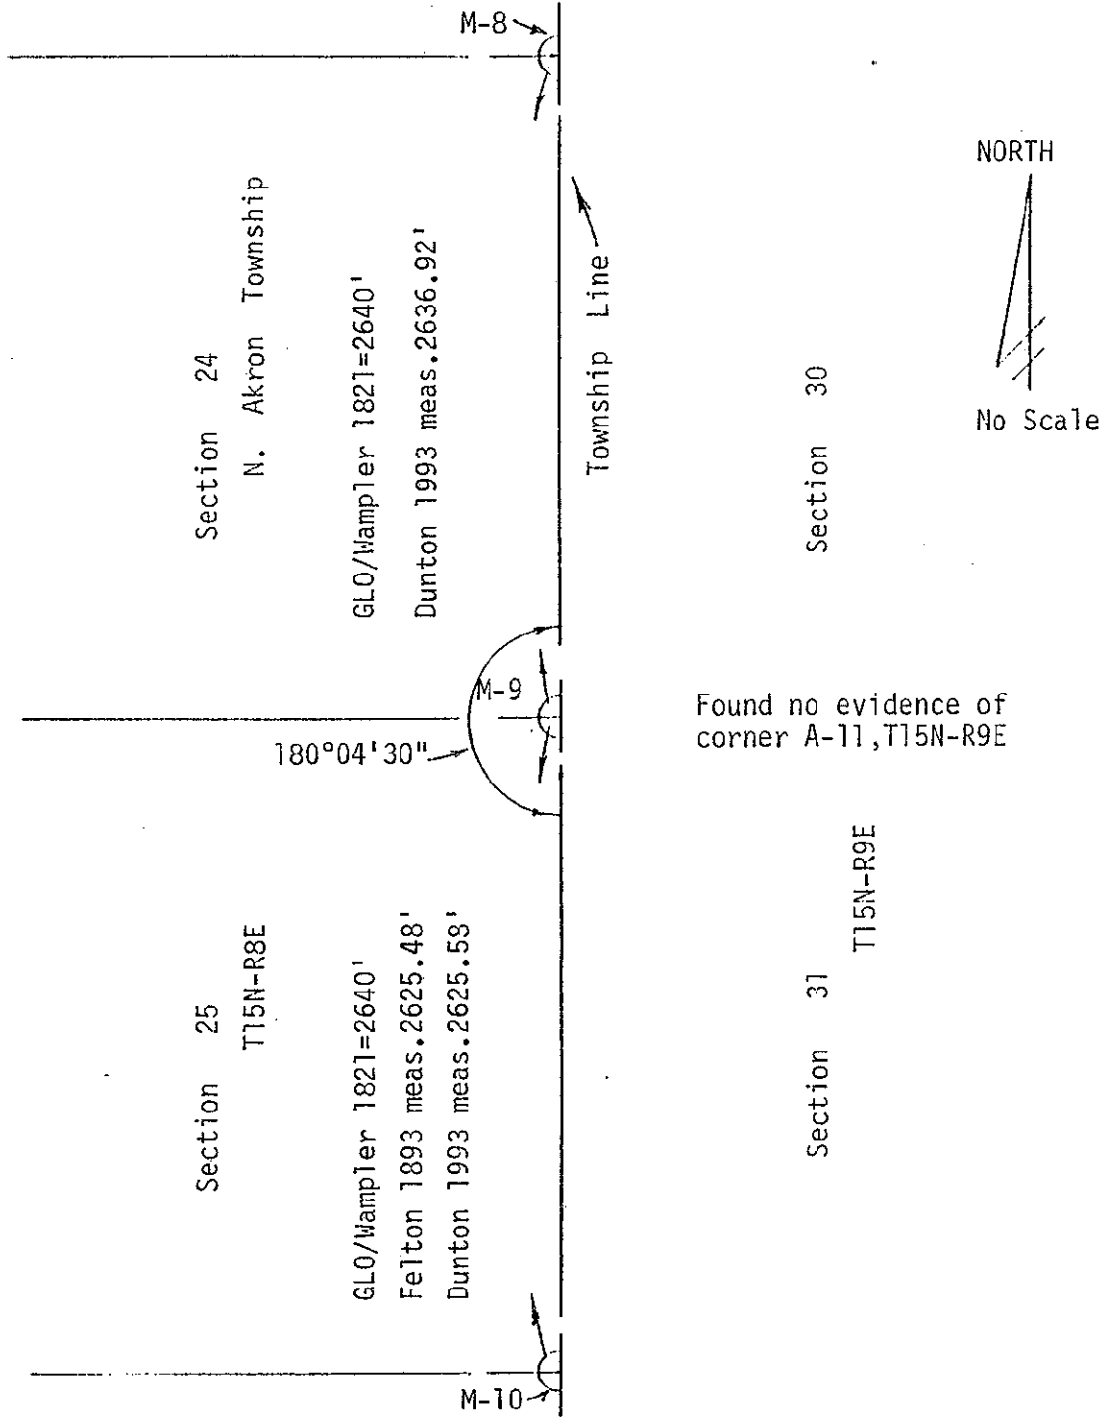 M-8
NORTH
No Scale
Section 24
N. Akron Township
GLO/Wampler 1821=2640'
Dunton 1993 meas.2636.92'
Township Line
Section 30
M-9
180°04'30"
Found no evidence of
corner A-11,T15N-R9E
Section 25
T15N-R8E
GLO/Wampler 1821=2640'
Felton 1893 meas.2625.48'
Dunton 1993 meas.2625.58'
Section 31
T15N-R9E
M-10